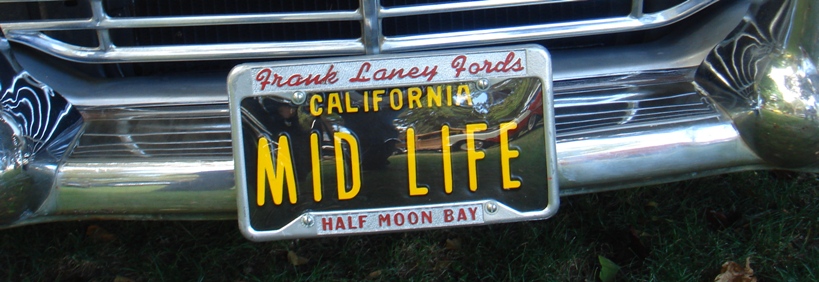 Frank Laney Fords
CALIFORNIA
MID LIFE
HALF MOON BAY